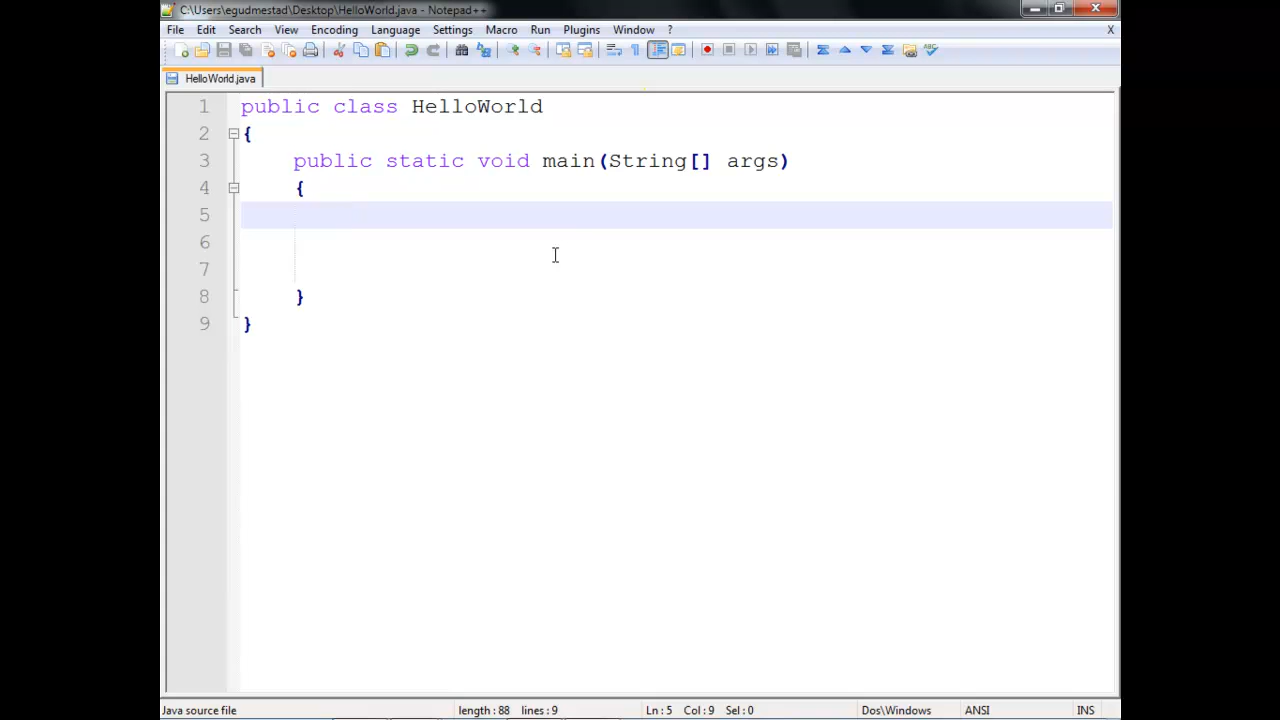 C:\Users\egudmestad\Desktop\HelloWorld.java - Notepad++
File Edit Search View Encoding Language Settings Macro Run Plugins Window ? X
HelloWorld.java
1 public class HelloWorld
2 {
3 public static void main(String[] args)
4 {
5
6
7
8 }
9 }
Java source file length : 88 lines : 9 Ln : 5 Col : 9 Sel : 0 Dos\Windows ANSI INS